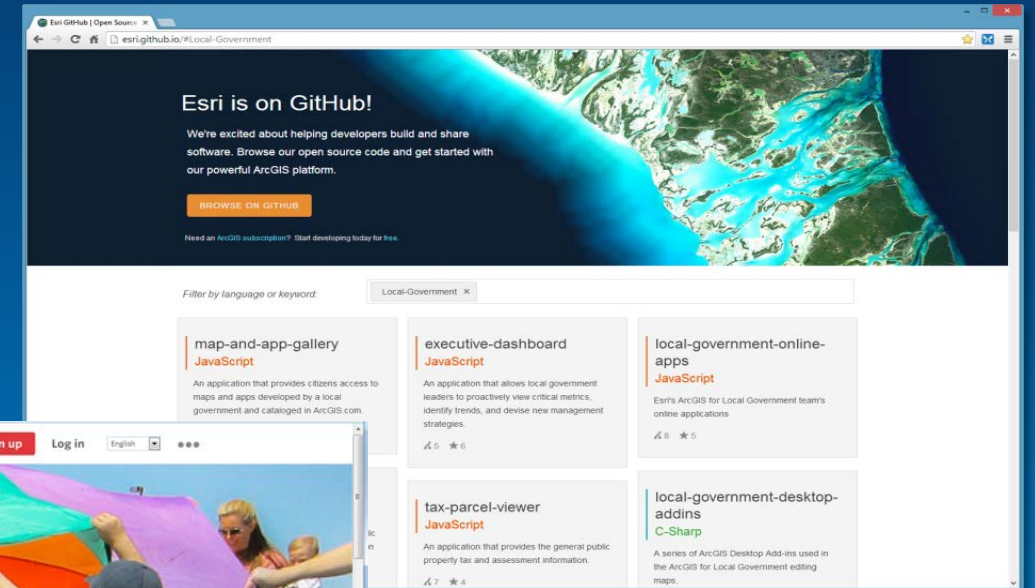 Esri GitHub | Open Source
esri.github.io/#Local-Government
Esri is on GitHub!
We're excited about helping developers build and share
software. Browse our open source code and get started with
our powerful ArcGIS platform.
BROWSE ON GITHUB
Need an ArcGIS subscription? Start developing today for free.
Filter by language or keyword:
Local-Government ×
map-and-app-gallery
JavaScript
An application that provides citizens access to
maps and apps developed by a local
government and cataloged in ArcGIS.com.
executive-dashboard
JavaScript
An application that allows local government
leaders to proactively view critical metrics,
identify trends, and devise new management
strategies.
5 6
local-government-online-
apps
JavaScript
Esri's ArcGIS for Local Government team's
online applications
8 5
Log in
English
tax-parcel-viewer
JavaScript
An application that provides the general public
property tax and assessment information.
7 4
local-government-desktop-
addins
C-Sharp
A series of ArcGIS Desktop Add-ins used in
the ArcGIS for Local Government editing
maps.